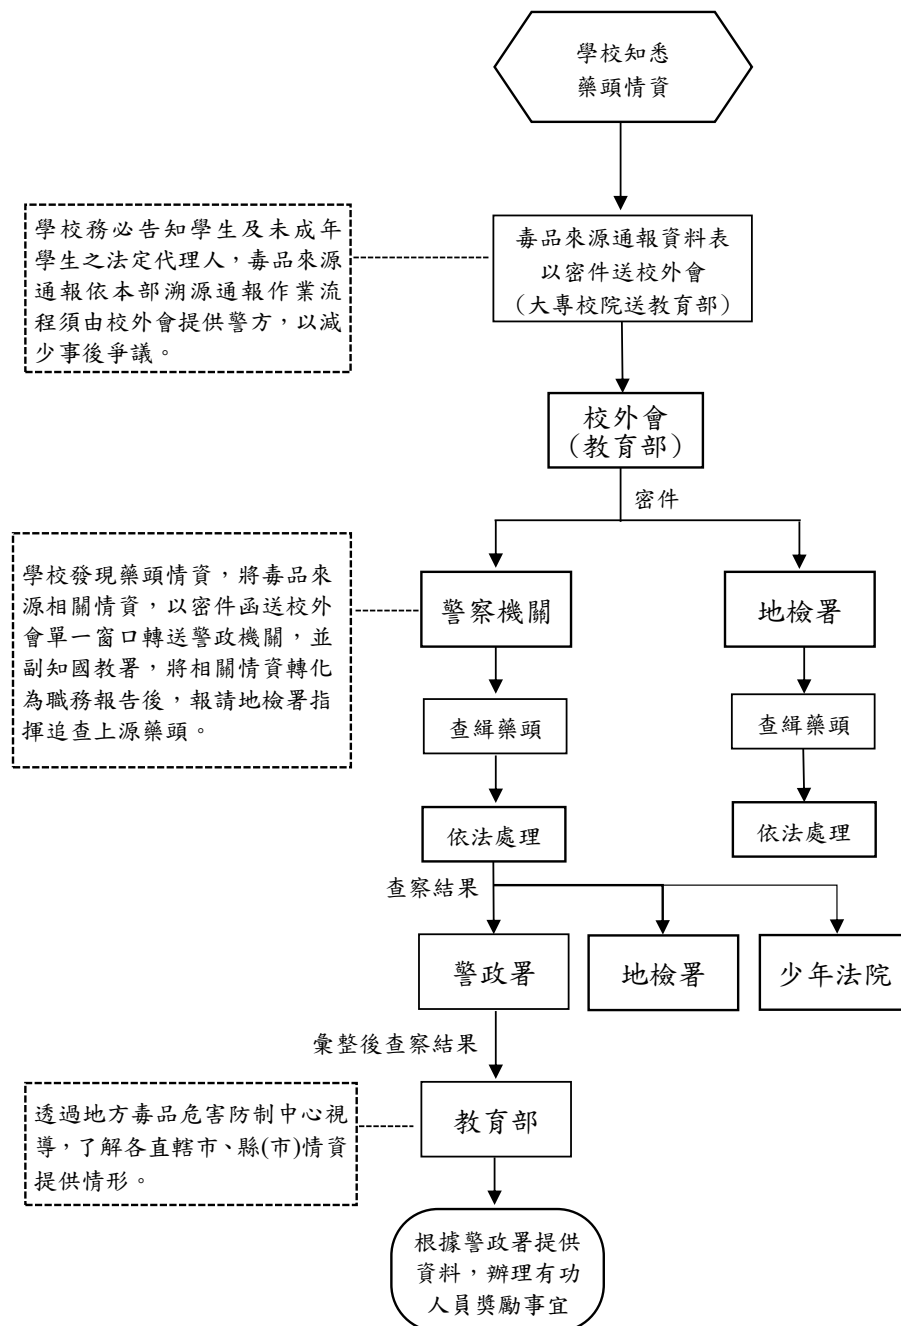 學校知悉
藥頭情資
學校務必告知學生及未成年
學生之法定代理人，毒品來源
通報依本部溯源通報作業流
程須由校外會提供警方，以減
少事後爭議。
毒品來源通報資料表
以密件送校外會
（大專校院送教育部）
校外會
（教育部）
密件
學校發現藥頭情資，將毒品來
源相關情資，以密件函送校外
會單一窗口轉送警政機關，並
副知國教署，將相關情資轉化
為職務報告後，報請地檢署指
揮追查上源藥頭。
警察機關
地檢署
查緝藥頭
查緝藥頭
依法處理
依法處理
查察結果
警政署
地檢署
少年法院
彙整後查察結果
透過地方毒品危害防制中心視
導，了解各直轄市、縣(市)情資
提供情形。
教育部
根據警政署提供
資料，辦理有功
人員獎勵事宜